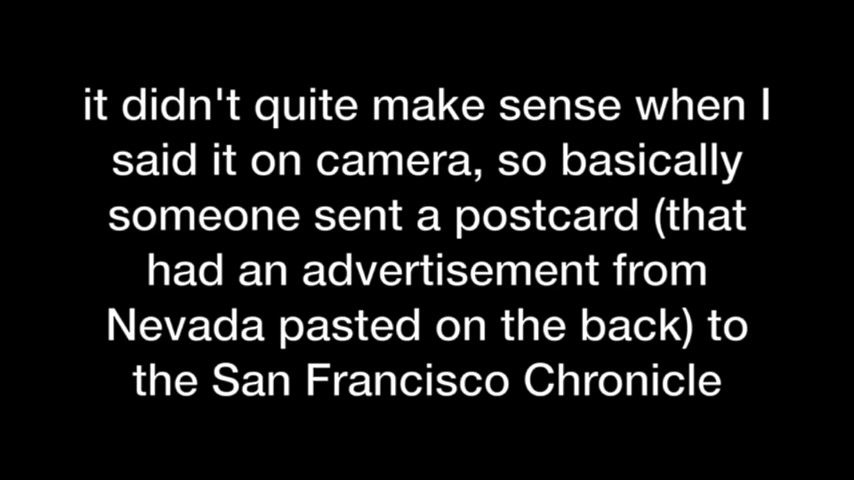 it didn't quite make sense when I
said it on camera, so basically
someone sent a postcard (that
had an advertisement from
Nevada pasted on the back) to
the San Francisco Chronicle